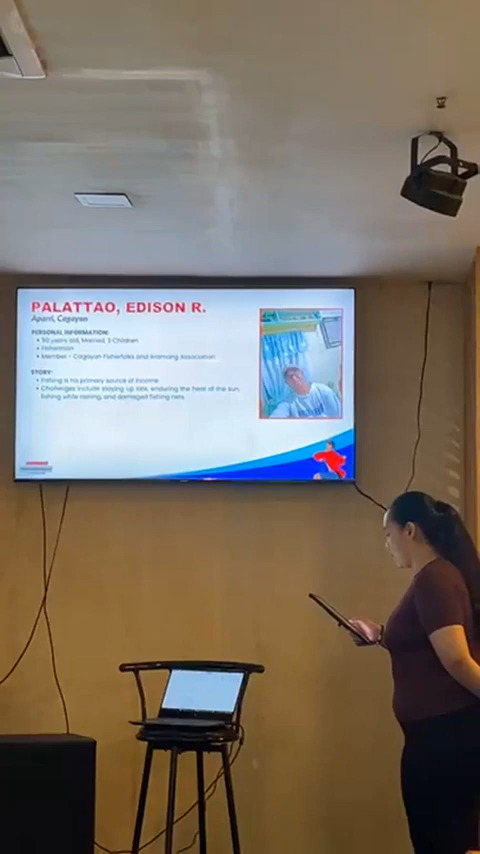 PALATTAO, EDISON R.
Aparri, Cagayan
PERSONAL INFORMATION:
• 50 years old, Married, 3 Children
• Fisherman
• Member - Cagayan Fisherfolks and Aramang Association
STORY:
• Fishing is his primary source of income
• Challenges include staying up late, enduring the heat of the sun,
fishing while raining, and damaged fishing nets